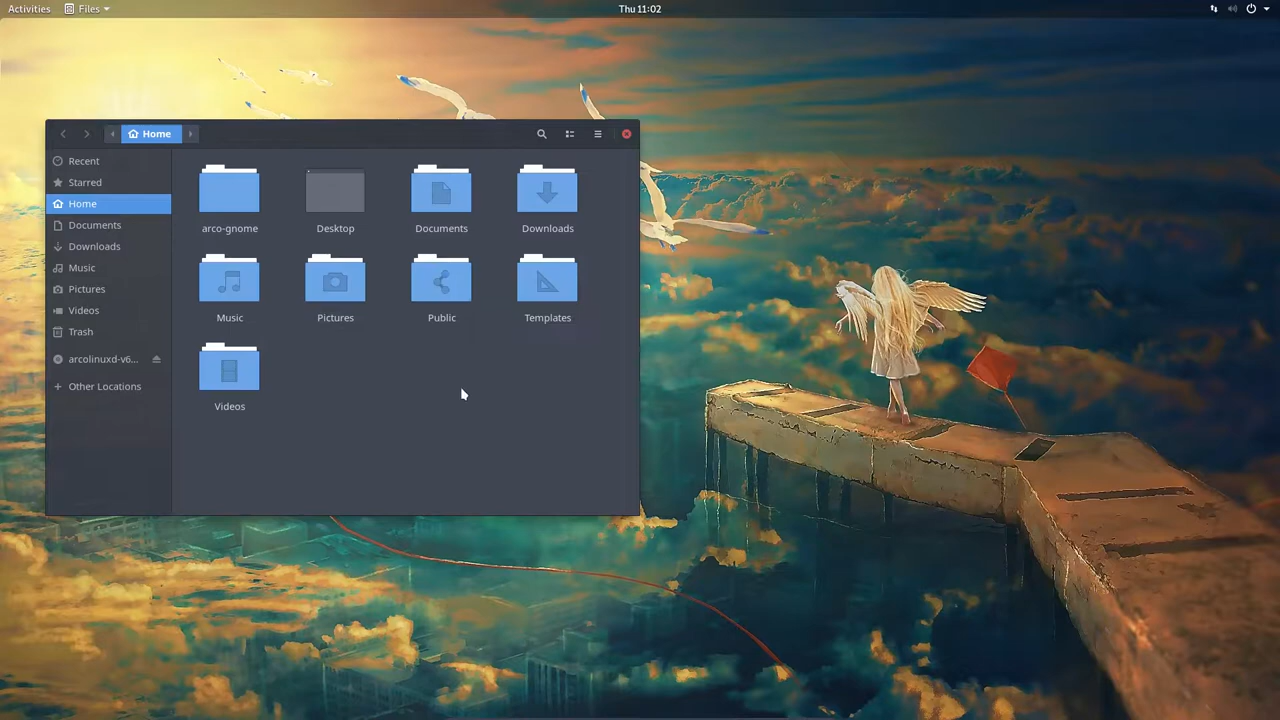 Activities Files Thu 11:02
Home
Recent
Starred
Home
Documents
Downloads
Music
Pictures
Videos
Trash
arcolinuxd-v6...
Other Locations
arco-gnome Desktop Documents Downloads
Music Pictures Public Templates
Videos